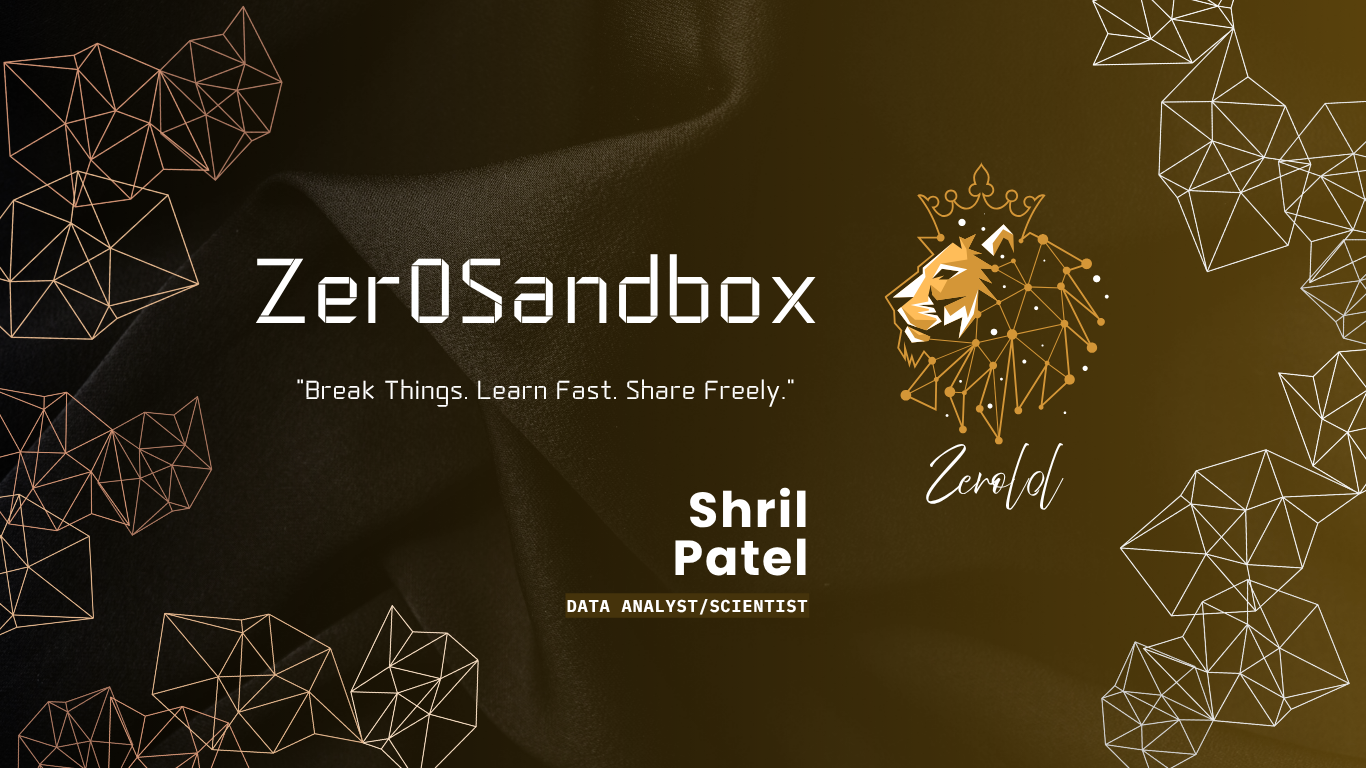 Zer0Sandbox
"Break Things. Learn Fast. Share Freely."
Zerolol
Shril
Patel
DATA ANALYST/SCIENTIST